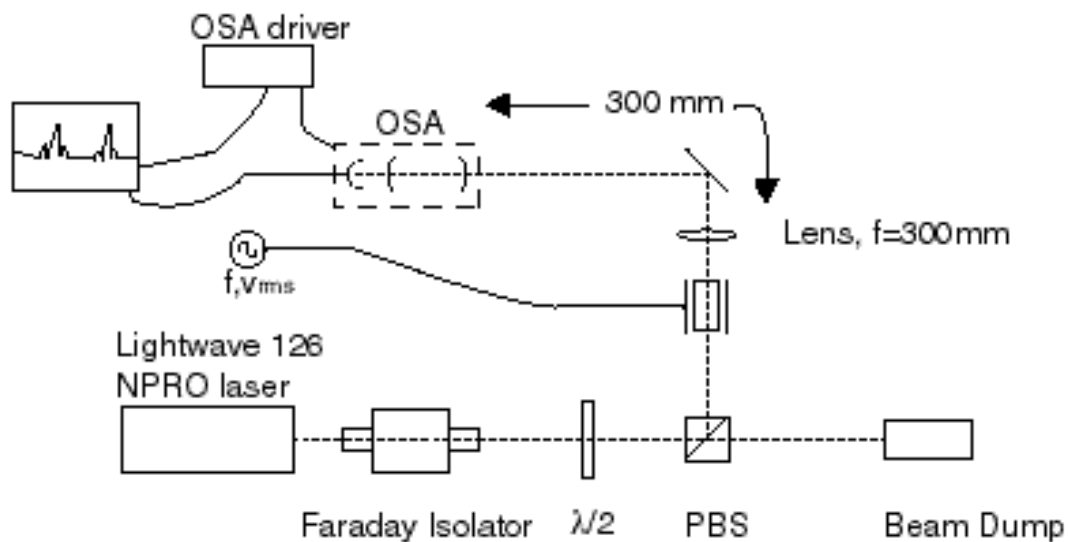 OSA driver
OSA
300 mm
Lens, f=300mm
f,vrms
Lightwave 126
NPRO laser
Faraday Isolator
λ/2
PBS
Beam Dump